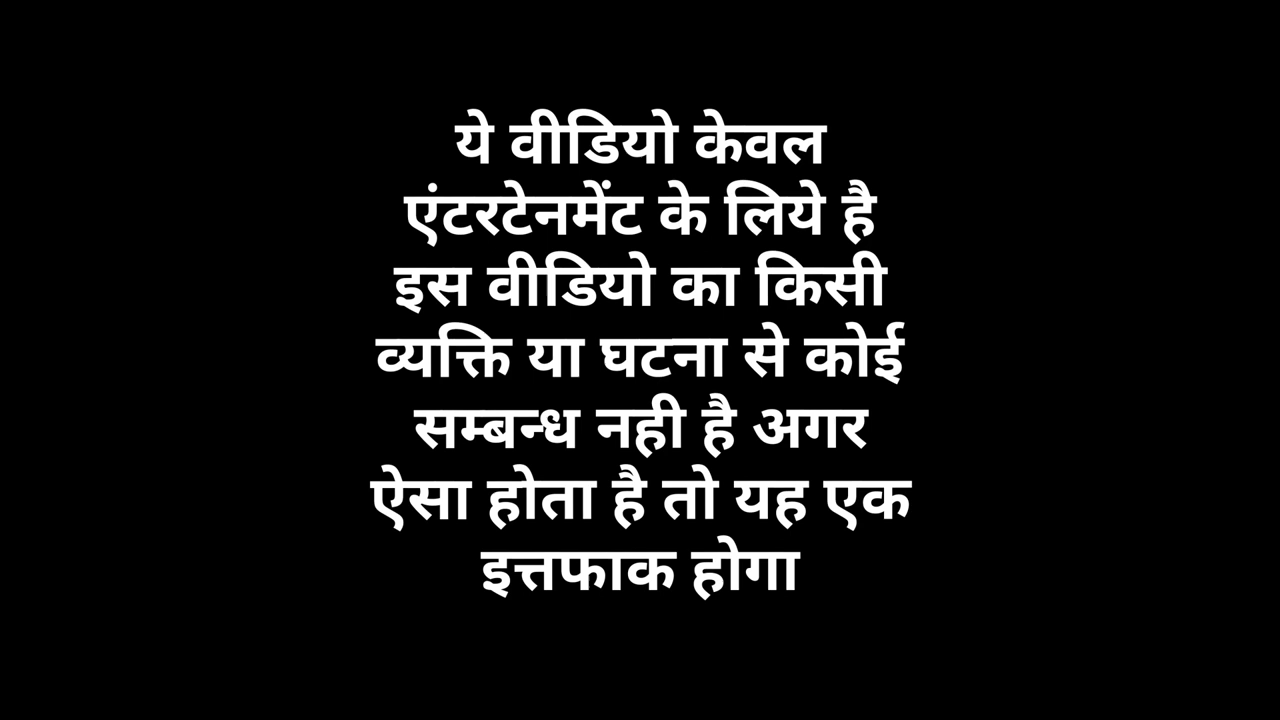 ये वीडियो केवल
एंटरटेनमेंट के लिये है
इस वीडियो का किसी
व्यक्ति या घटना से कोई
सम्बन्ध नही है अगर
ऐसा होता है तो यह एक
इत्तफाक होगा